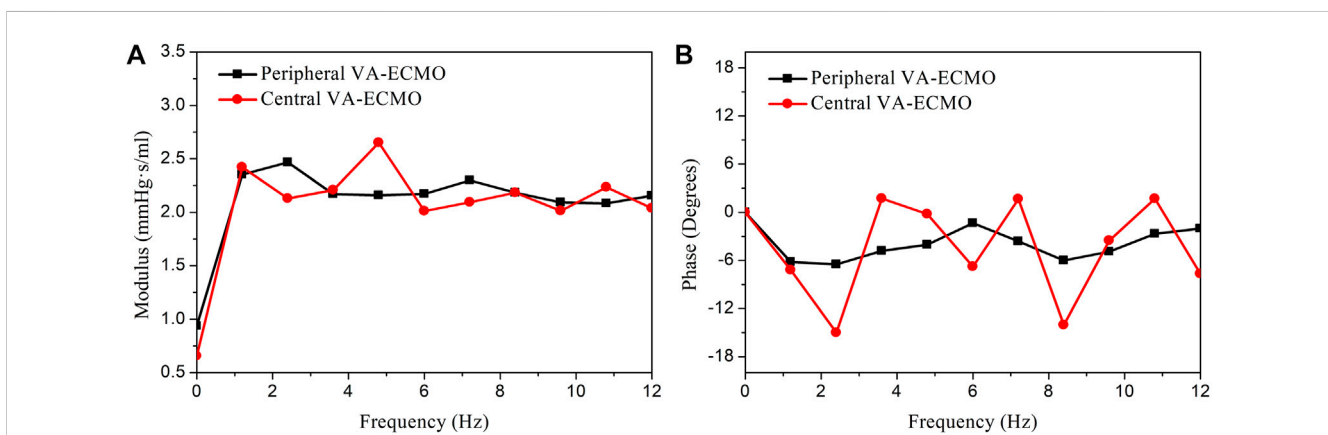 A
Peripheral VA-ECMO
Central VA-ECMO
3.5
3.0
2.5
2.0
1.5
1.0
0.5
Modulus (mmHg·s/ml)
0 2 4 6 8 10 12
Frequency (Hz)
B
Peripheral VA-ECMO
Central VA-ECMO
18
12
6
0
-6
-12
-18
Phase (Degrees)
0 2 4 6 8 10 12
Frequency (Hz)